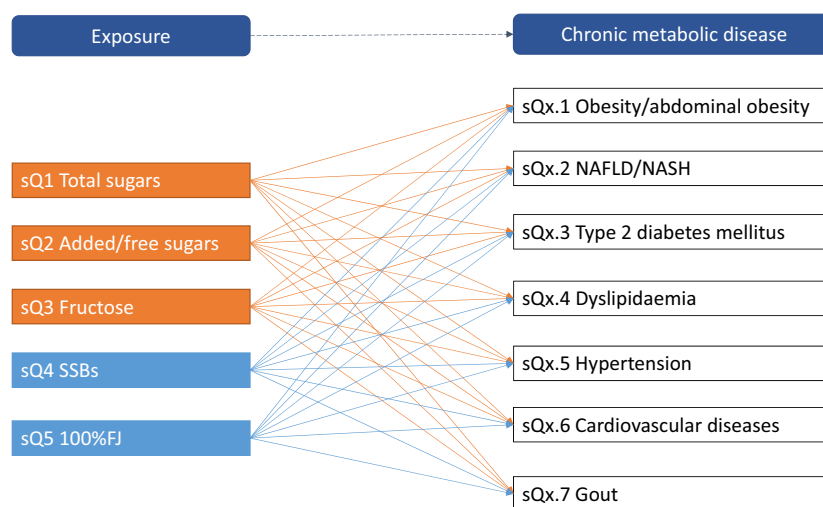 Exposure
Chronic metabolic disease
sQ1 Total sugars
sQ2 Added/free sugars
sQ3 Fructose
sQ4 SSBs
sQ5 100%FJ
sQx.1 Obesity/abdominal obesity
sQx.2 NAFLD/NASH
sQx.3 Type 2 diabetes mellitus
sQx.4 Dyslipidaemia
sQx.5 Hypertension
sQx.6 Cardiovascular diseases
sQx.7 Gout